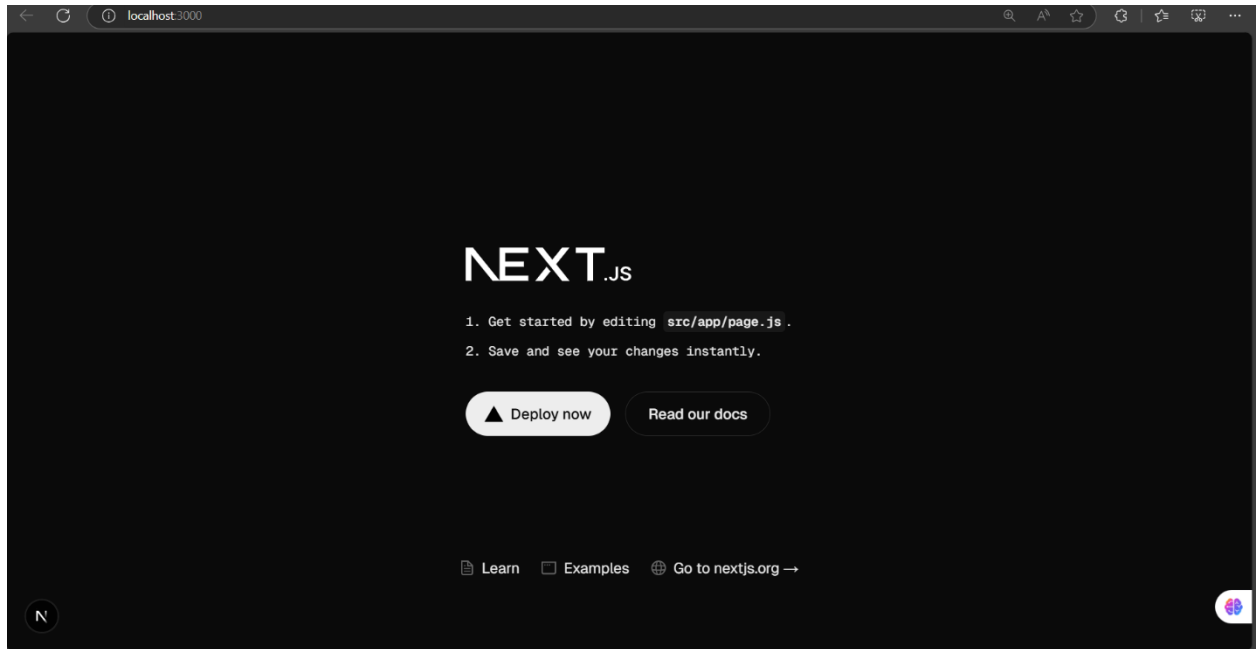 localhost:3000
NEXT.JS
1. Get started by editing src/app/page.js.
2. Save and see your changes instantly.
Deploy now Read our docs
Learn Examples Go to nextjs.org →
N